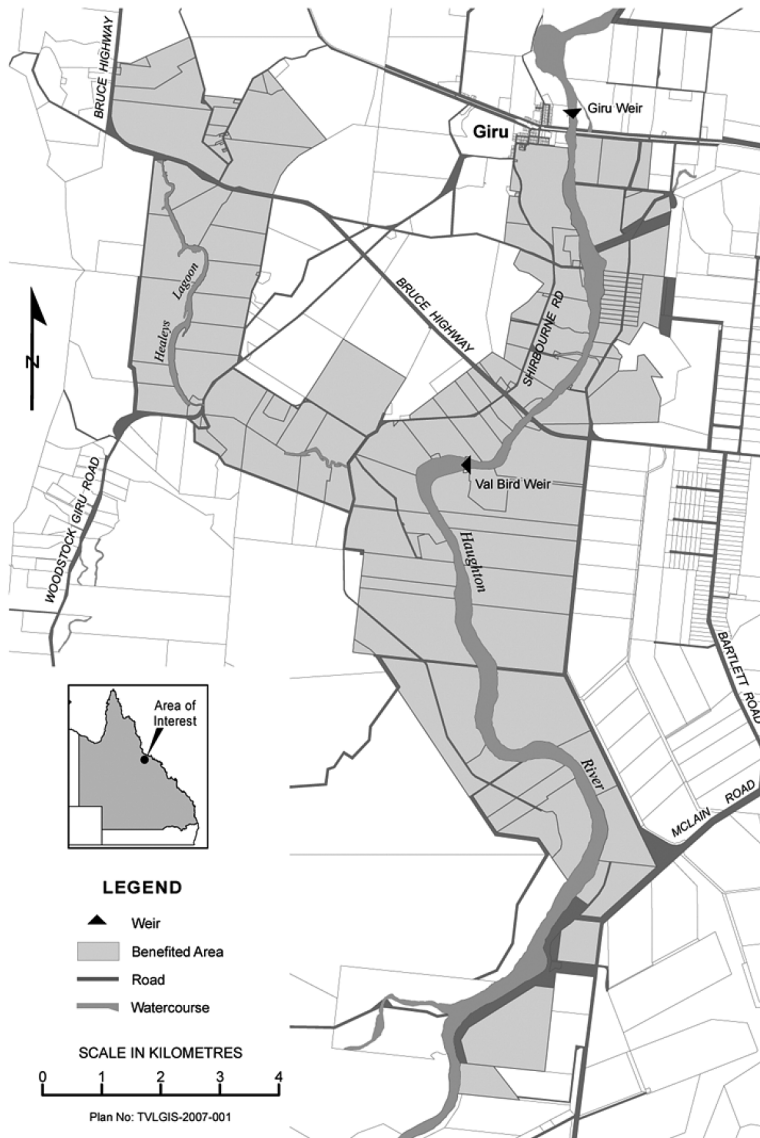 BRUCE HIGHWAY
Giru Weir
Giru
Healeys Lagoon
BRUCE HIGHWAY
SHIRBOURNE RD
N
Val Bird Weir
WOODSTOCK GIRU ROAD
Haughton
BARTLETT ROAD
Area of
Interest
River
MCLAIN ROAD
LEGEND
Weir
Benefited Area
Road
Watercourse
SCALE IN KILOMETRES
0 1 2 3 4
Plan No: TVLGIS-2007-001